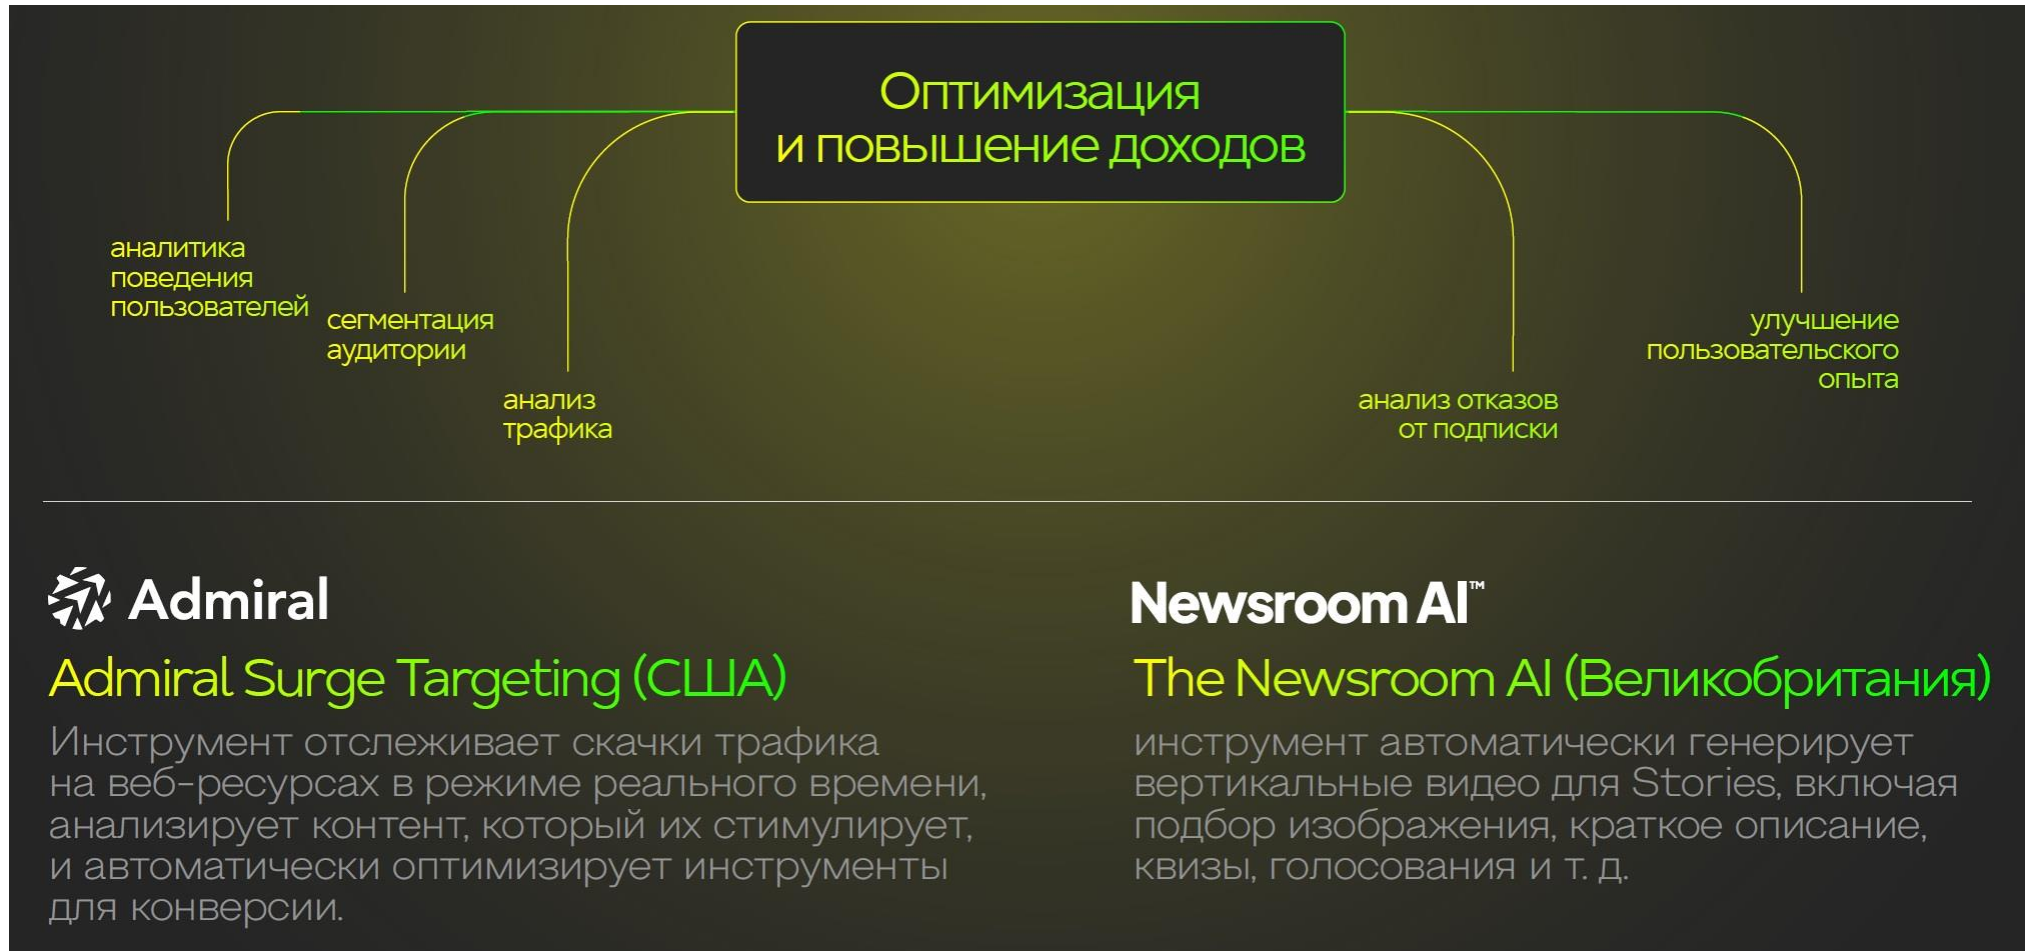 Оптимизация
и повышение доходов
аналитика
поведения
пользователей
сегментация
аудитории
анализ
трафика
анализ отказов
от подписки
улучшение
пользовательского
опыта
Admiral
Admiral Surge Targeting (США)
Инструмент отслеживает скачки трафика
на веб-ресурсах в режиме реального времени,
анализирует контент, который их стимулирует,
и автоматически оптимизирует инструменты
для конверсии.
Newsroom AI™
The Newsroom AI (Великобритания)
инструмент автоматически генерирует
вертикальные видео для Stories, включая
подбор изображения, краткое описание,
квизы, голосования и т. д.